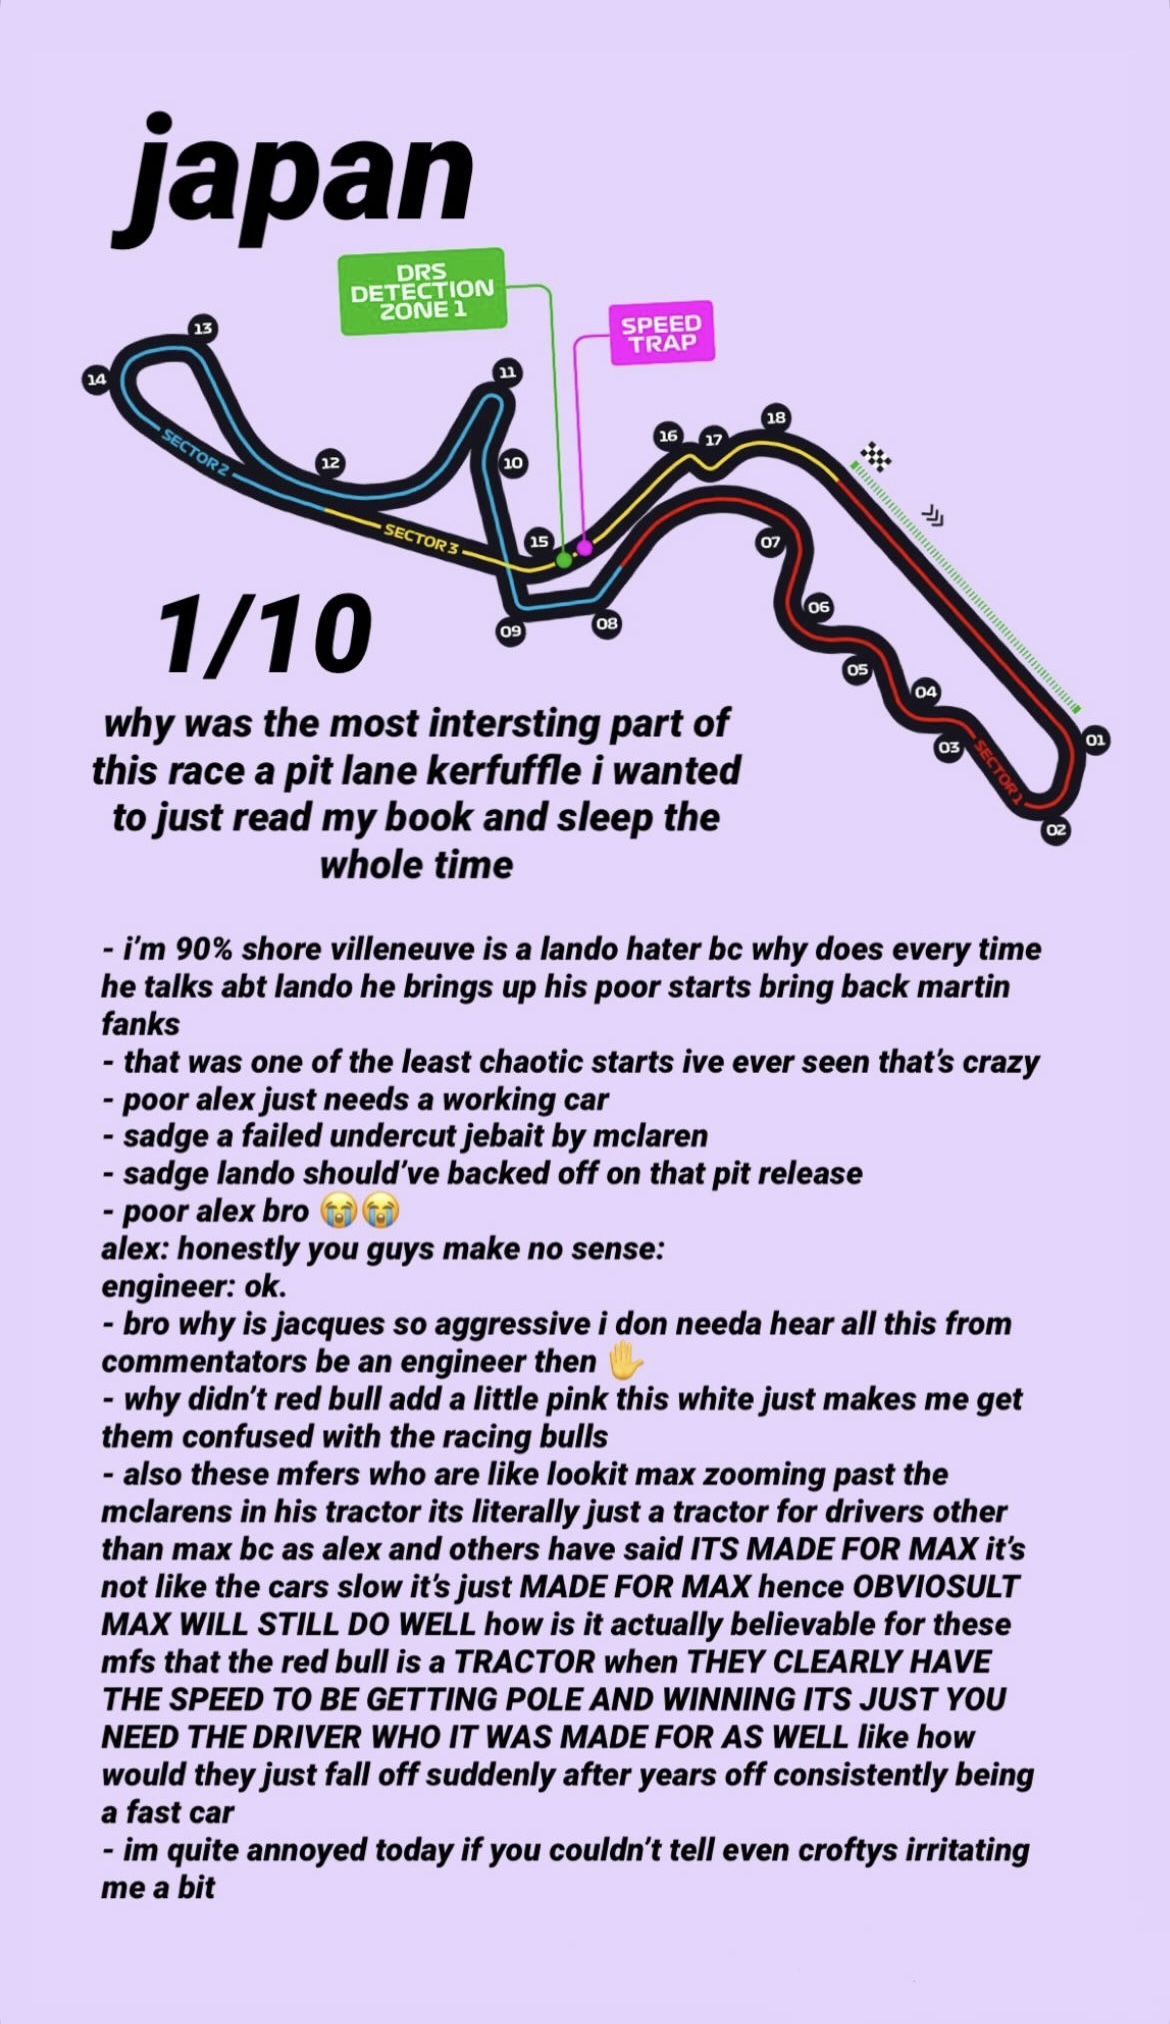 japan
DRS
DETECTION
ZONE 1
SPEED
TRAP
13
14
11
18
16
17
12
10
SECTOR 2
SECTOR 3
15
07
09
08
06
05
04
03
01
SECTOR 1
02
1/10
why was the most intersting part of
this race a pit lane kerfuffle i wanted
to just read my book and sleep the
whole time
- i'm 90% shore villeneuve is a lando hater bc why does every time
he talks abt lando he brings up his poor starts bring back martin
fanks
- that was one of the least chaotic starts ive ever seen that's crazy
- poor alex just needs a working car
- sadge a failed undercut jebait by mclaren
- sadge lando should've backed off on that pit release
- poor alex bro 😭😭
alex: honestly you guys make no sense:
engineer: ok.
- bro why is jacques so aggressive i don needa hear all this from
commentators be an engineer then ✋
- why didn't red bull add a little pink this white just makes me get
them confused with the racing bulls
- also these mfers who are like lookit max zooming past the
mclarens in his tractor its literally just a tractor for drivers other
than max bc as alex and others have said ITS MADE FOR MAX it's
not like the cars slow it's just MADE FOR MAX hence OBVIOSULT
MAX WILL STILL DO WELL how is it actually believable for these
mfs that the red bull is a TRACTOR when THEY CLEARLY HAVE
THE SPEED TO BE GETTING POLE AND WINNING ITS JUST YOU
NEED THE DRIVER WHO IT WAS MADE FOR AS WELL like how
would they just fall off suddenly after years off consistently being
a fast car
- im quite annoyed today if you couldn't tell even croftys irritating
me a bit